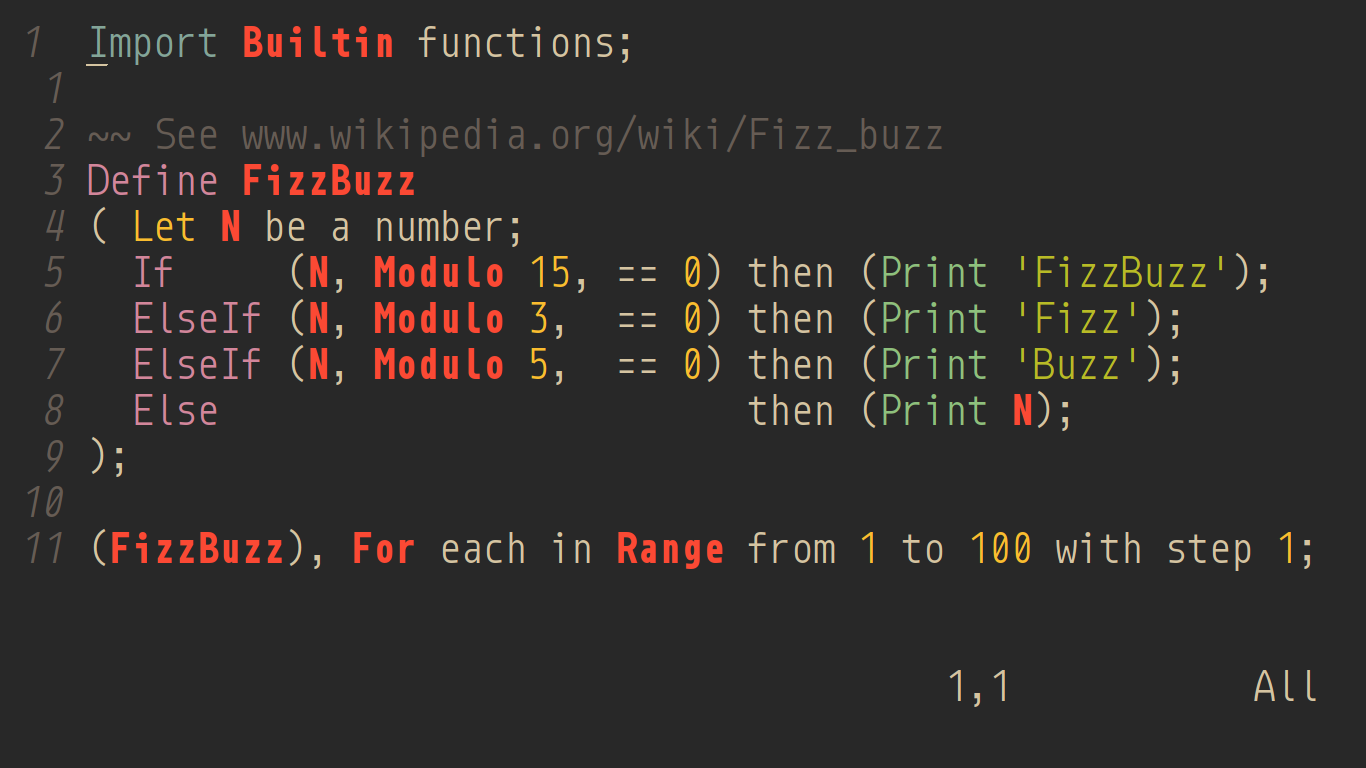 1  Import Builtin functions;
 1
 2 ~~ See www.wikipedia.org/wiki/Fizz_buzz
 3 Define FizzBuzz
 4 ( Let N be a number;
 5   If     (N, Modulo 15, == 0) then (Print 'FizzBuzz');
 6   ElseIf (N, Modulo 3,  == 0) then (Print 'Fizz');
 7   ElseIf (N, Modulo 5,  == 0) then (Print 'Buzz');
 8   Else                        then (Print N);
 9 );
10
11 (FizzBuzz), For each in Range from 1 to 100 with step 1;
1,1           All